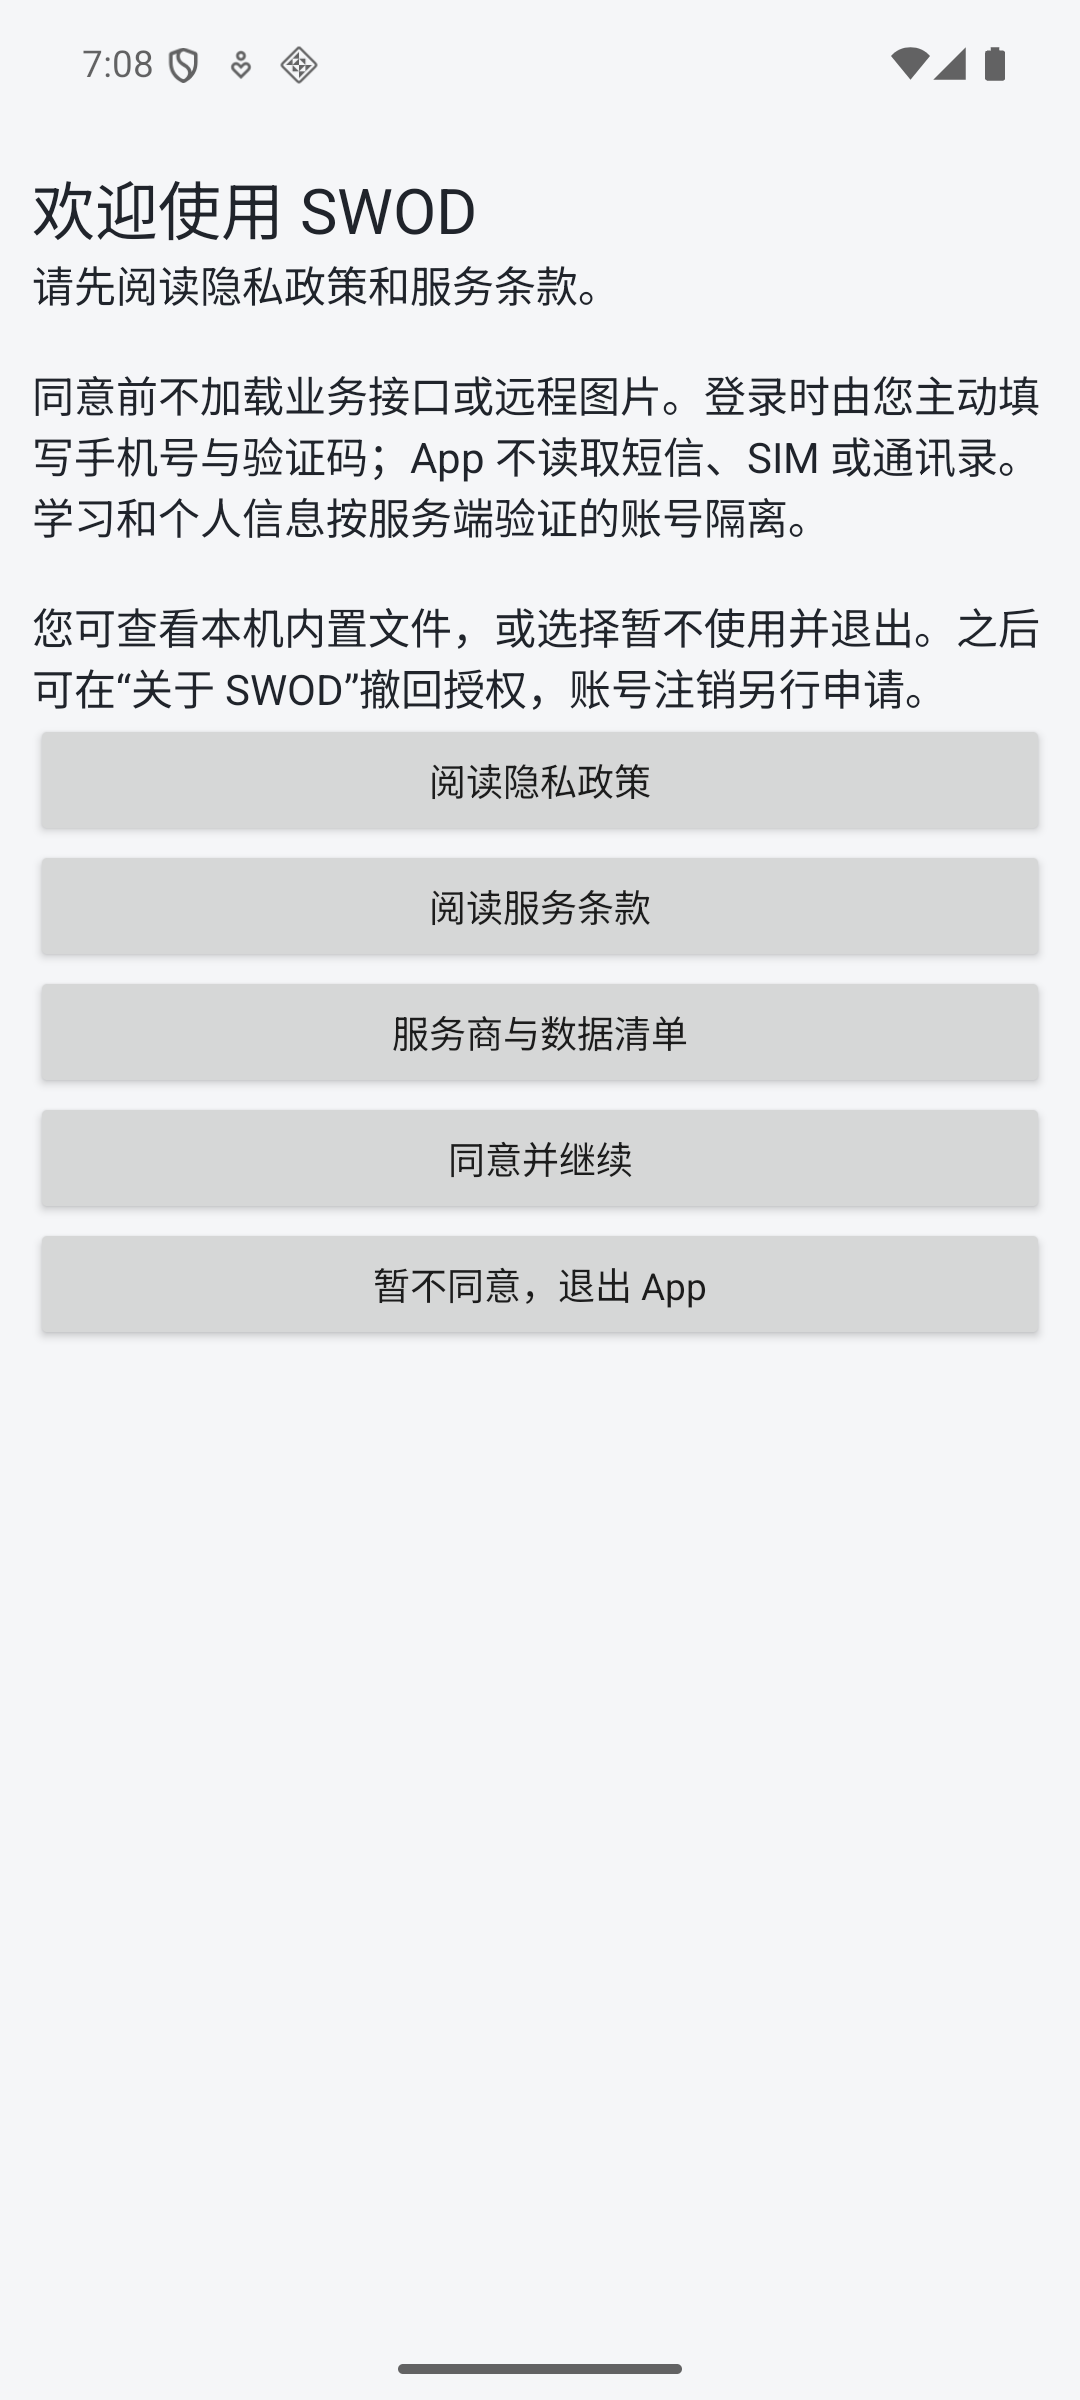 7:08
欢迎使用 SWOD
请先阅读隐私政策和服务条款。
同意前不加载业务接口或远程图片。登录时由您主动填
写手机号与验证码；App 不读取短信、SIM 或通讯录。
学习和个人信息按服务端验证的账号隔离。
您可查看本机内置文件，或选择暂不使用并退出。之后
可在“关于 SWOD”撤回授权，账号注销另行申请。
阅读隐私政策
阅读服务条款
服务商与数据清单
同意并继续
暂不同意，退出 App